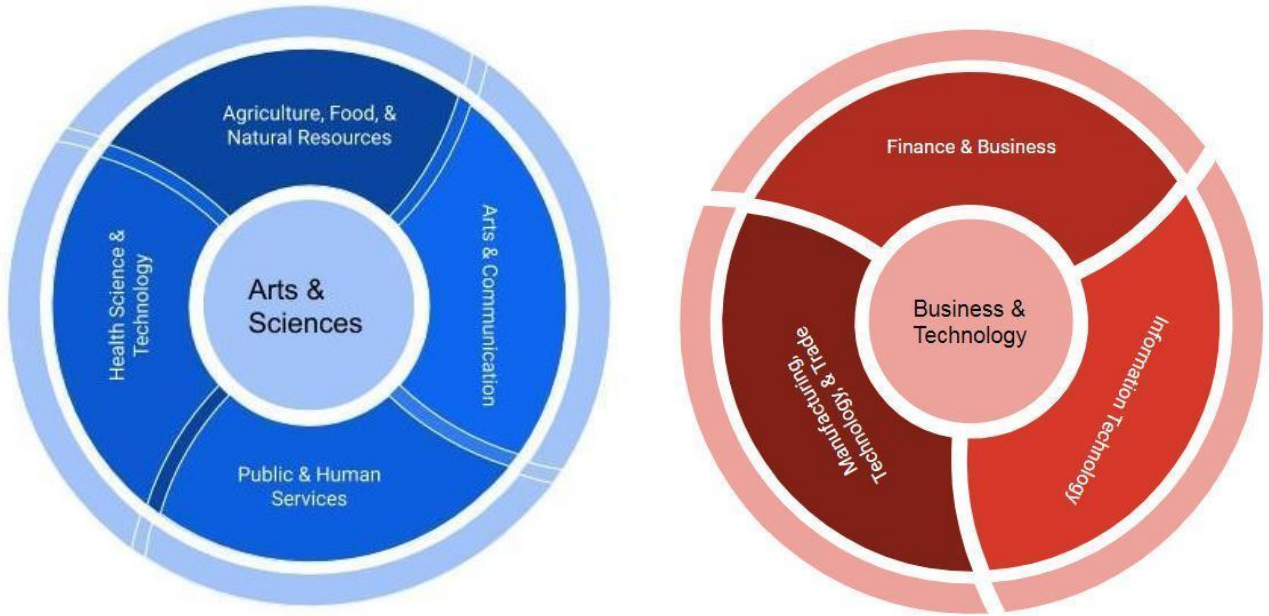 Agriculture, Food, &
Natural Resources
Arts & Communication
Public & Human
Services
Health Science &
Technology
Arts &
Sciences
Finance & Business
Information Technology
Manufacturing,
Technology, & Trade
Business &
Technology